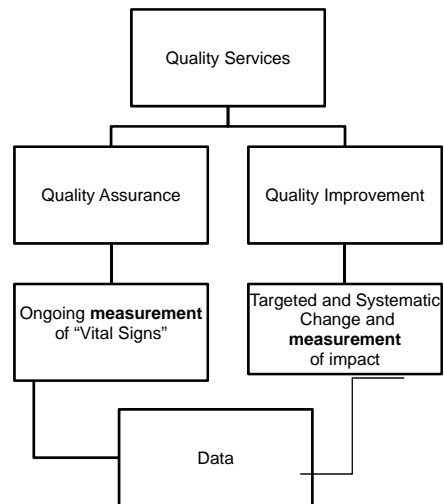 Quality Services
Quality Assurance
Quality Improvement
Ongoing measurement
of “Vital Signs”
Targeted and Systematic
Change and
measurement
of impact
Data